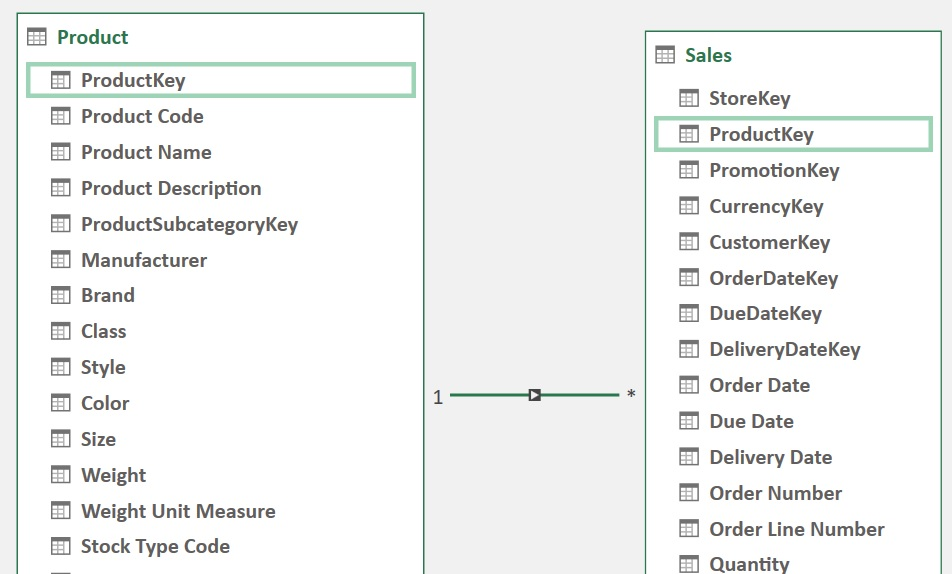 Product
ProductKey
Product Code
Product Name
Product Description
ProductSubcategoryKey
Manufacturer
Brand
Class
Style
Color
Size
Weight
Weight Unit Measure
Stock Type Code
1
*
Sales
StoreKey
ProductKey
PromotionKey
CurrencyKey
CustomerKey
OrderDateKey
DueDateKey
DeliveryDateKey
Order Date
Due Date
Delivery Date
Order Number
Order Line Number
Quantity